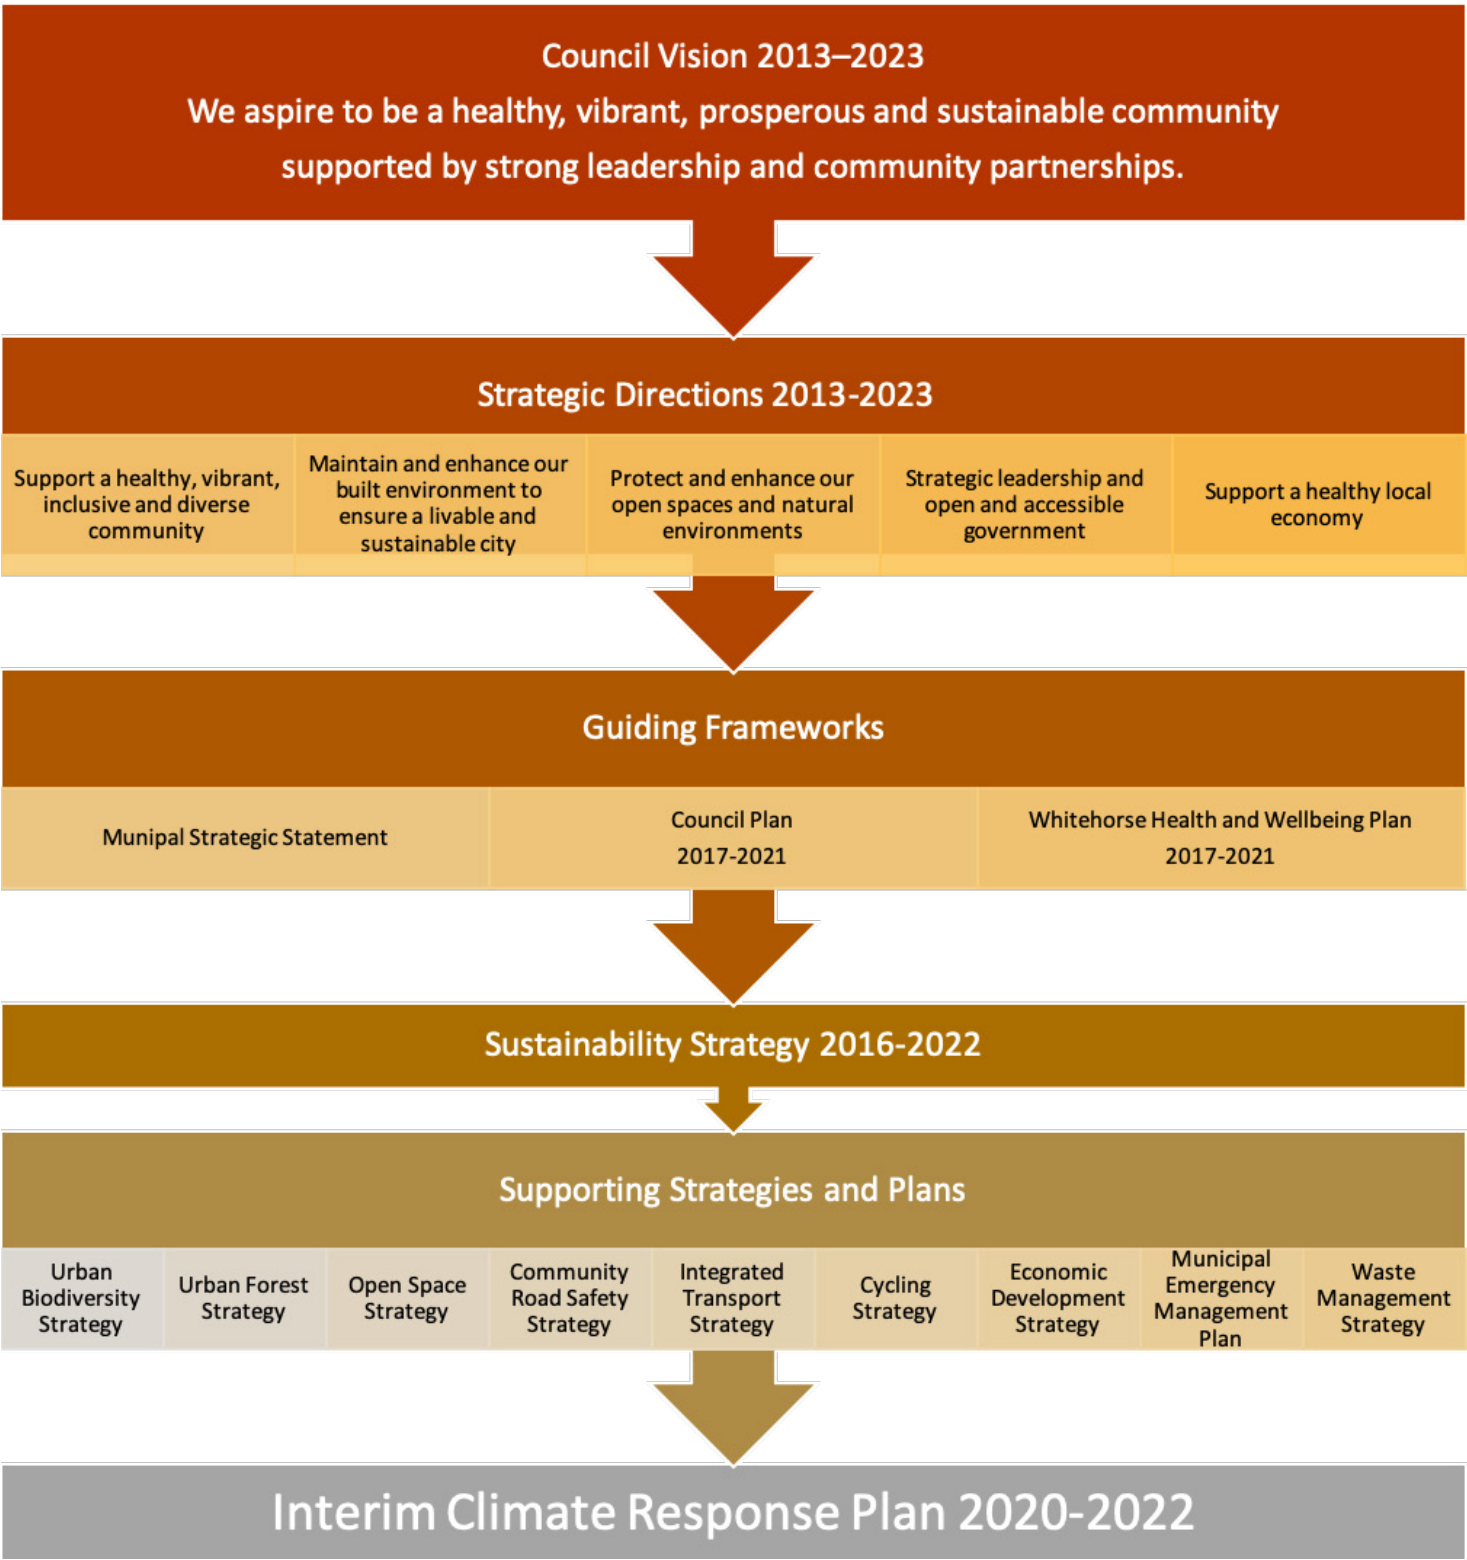 Council Vision 2013–2023
We aspire to be a healthy, vibrant, prosperous and sustainable community
supported by strong leadership and community partnerships.
Strategic Directions 2013-2023
Support a healthy, vibrant,
inclusive and diverse
community
Maintain and enhance our
built environment to
ensure a livable and
sustainable city
Protect and enhance our
open spaces and natural
environments
Strategic leadership and
open and accessible
government
Support a healthy local
economy
Guiding Frameworks
Munipal Strategic Statement
Council Plan
2017-2021
Whitehorse Health and Wellbeing Plan
2017-2021
Sustainability Strategy 2016-2022
Supporting Strategies and Plans
Urban
Biodiversity
Strategy
Urban Forest
Strategy
Open Space
Strategy
Community
Road Safety
Strategy
Integrated
Transport
Strategy
Cycling
Strategy
Economic
Development
Strategy
Municipal
Emergency
Management
Plan
Waste
Management
Strategy
Interim Climate Response Plan 2020-2022